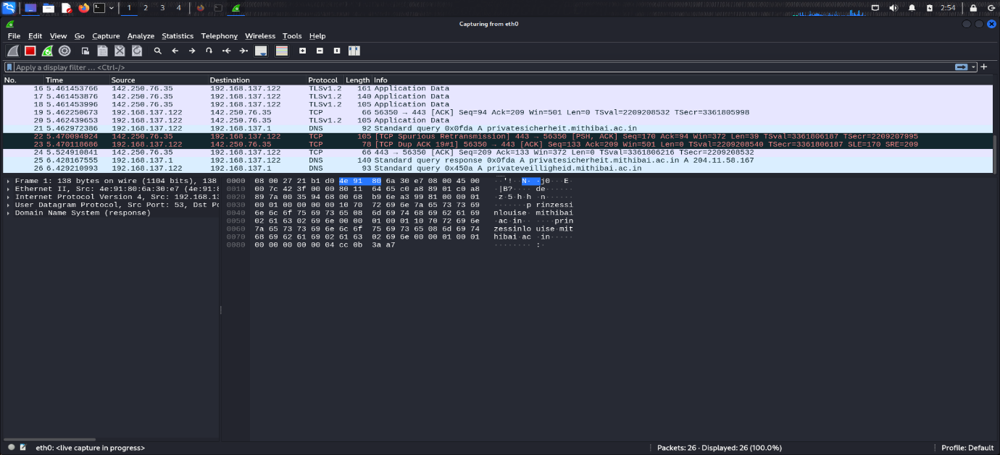 1 2 3 4 2:54
Capturing from eth0
File Edit View Go Capture Analyze Statistics Telephony Wireless Tools Help
Apply a display filter … <Ctrl-/>
No. Time Source Destination Protocol Length Info
16 5.461453766 142.250.76.35 192.168.137.122 TLSv1.2 161 Application Data
17 5.461453876 142.250.76.35 192.168.137.122 TLSv1.2 140 Application Data
18 5.461453996 142.250.76.35 192.168.137.122 TLSv1.2 105 Application Data
19 5.462250673 192.168.137.122 142.250.76.35 TCP 66 56350 → 443 [ACK] Seq=94 Ack=209 Win=501 Len=0 TSval=2209208532 TSecr=3361805998
20 5.462439653 192.168.137.122 142.250.76.35 TLSv1.2 105 Application Data
21 5.462972386 192.168.137.122 192.168.137.1 DNS 92 Standard query 0x0fda A privatesicherheit.mithibai.ac.in
22 5.470094924 142.250.76.35 192.168.137.122 TCP 105 [TCP Spurious Retransmission] 443 → 56350 [PSH, ACK] Seq=170 Ack=94 Win=372 Len=39 TSval=3361806187 TSecr=2209207995
23 5.470118686 192.168.137.122 142.250.76.35 TCP 78 [TCP Dup ACK 19#1] 56350 → 443 [ACK] Seq=133 Ack=209 Win=501 Len=0 TSval=2209208540 TSecr=3361806187 SLE=170 SRE=209
24 5.524910841 142.250.76.35 192.168.137.122 TCP 66 443 → 56350 [ACK] Seq=209 Ack=133 Win=372 Len=0 TSval=3361806216 TSecr=2209208532
25 6.428167555 192.168.137.1 192.168.137.122 DNS 140 Standard query response 0x0fda A privatesicherheit.mithibai.ac.in A 204.11.58.167
26 6.429210993 192.168.137.122 192.168.137.1 DNS 93 Standard query 0x450a A privateveilligheid.mithibai.ac.in
Frame 1: 138 bytes on wire (1104 bits), 138
Ethernet II, Src: 4e:91:80:6a:30:e7 (4e:91:8
Internet Protocol Version 4, Src: 192.168.13
User Datagram Protocol, Src Port: 53, Dst Po
Domain Name System (response)
0000 08 00 27 21 b1 d0 4e 91 80 6a 30 e7 08 00 45 00 ··'!··N· ·j0···E·
0010 00 7c 42 3f 00 00 80 11 64 65 c0 a8 89 01 c0 a8 ·|B?···· de······
0020 89 7a 00 35 94 68 00 68 b9 6e a3 99 81 00 00 01 ·z·5·h·h ·n······
0030 00 01 00 00 00 00 10 70 72 69 6e 7a 65 73 73 69 ·······p rinzessi
0040 6e 6c 6f 75 69 73 65 08 6d 69 74 68 69 62 61 69 nlouise· mithibai
0050 02 61 63 02 69 6e 00 00 01 00 01 10 70 72 69 6e ·ac·in·· ····prin
0060 7a 65 73 73 69 6e 6c 6f 75 69 73 65 08 6d 69 74 zessinlo uise·mit
0070 68 69 62 61 69 02 61 63 02 69 6e 00 00 01 00 01 hibai·ac ·in·····
0080 00 00 00 00 00 04 cc 0b 3a a7 ········ :·
eth0: <live capture in progress> Packets: 26 · Displayed: 26 (100.0%) Profile: Default